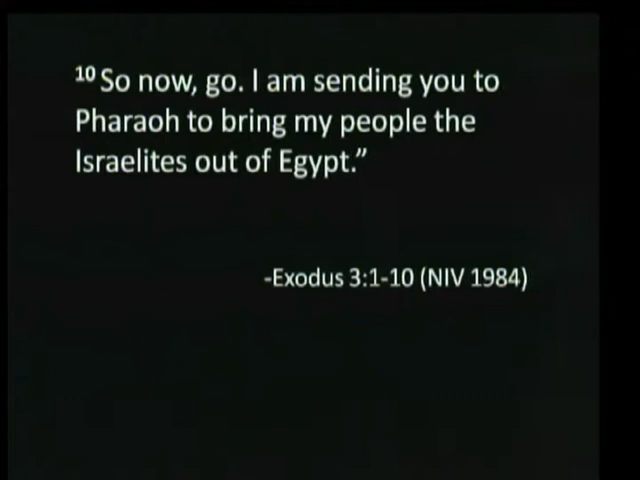 10 So now, go. I am sending you to
Pharaoh to bring my people the
Israelites out of Egypt.”
-Exodus 3:1-10 (NIV 1984)